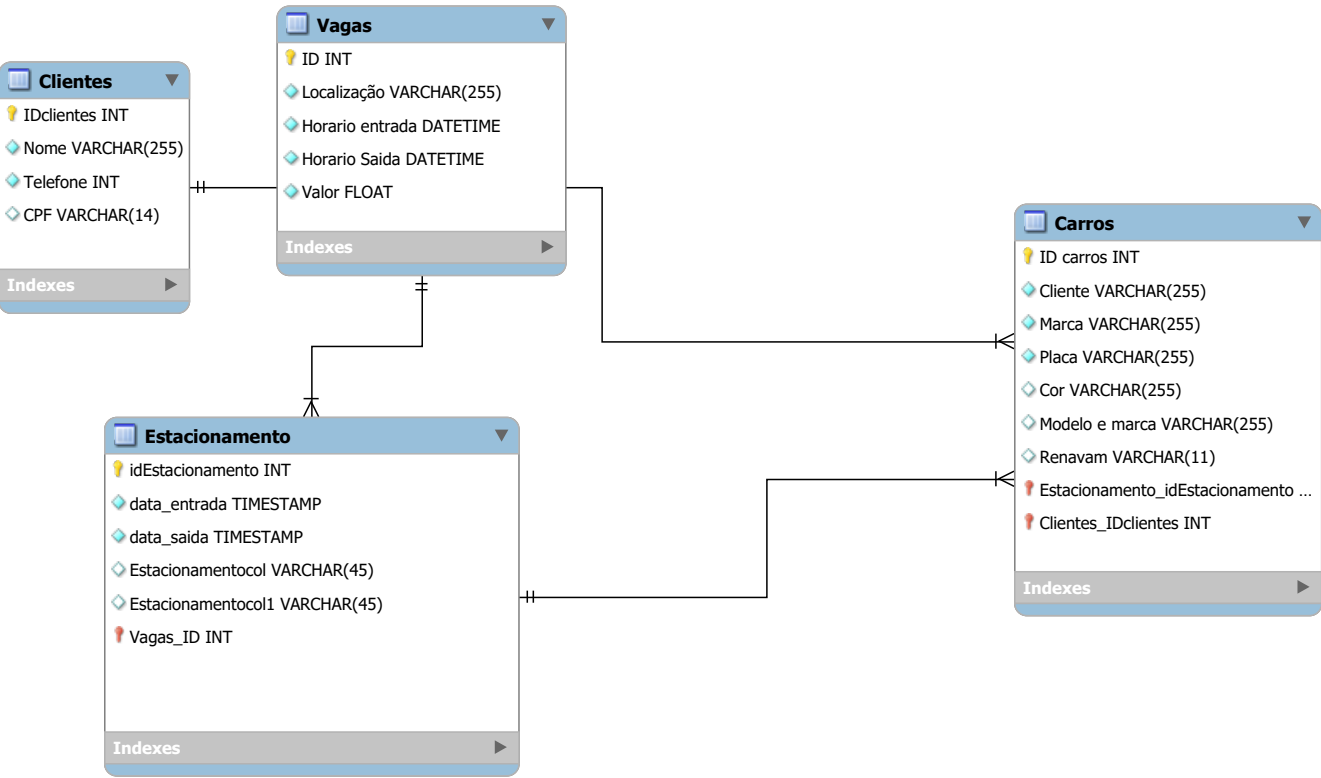 Clientes
IDclientes INT
Nome VARCHAR(255)
Telefone INT
CPF VARCHAR(14)
Indexes
Vagas
ID INT
Localização VARCHAR(255)
Horario entrada DATETIME
Horario Saida DATETIME
Valor FLOAT
Indexes
Estacionamento
idEstacionamento INT
data_entrada TIMESTAMP
data_saida TIMESTAMP
Estacionamentocol VARCHAR(45)
Estacionamentocol1 VARCHAR(45)
Vagas_ID INT
Indexes
Carros
ID carros INT
Cliente VARCHAR(255)
Marca VARCHAR(255)
Placa VARCHAR(255)
Cor VARCHAR(255)
Modelo e marca VARCHAR(255)
Renavam VARCHAR(11)
Estacionamento_idEstacionamento ...
Clientes_IDclientes INT
Indexes